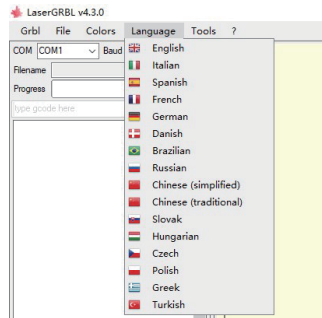 LaserGRBL v4.3.0
Grbl File Colors Language Tools ?
COM COM1 Baud
Filename
Progress
type gcode here
English
Italian
Spanish
French
German
Danish
Brazilian
Russian
Chinese (simplified)
Chinese (traditional)
Slovak
Hungarian
Czech
Polish
Greek
Turkish